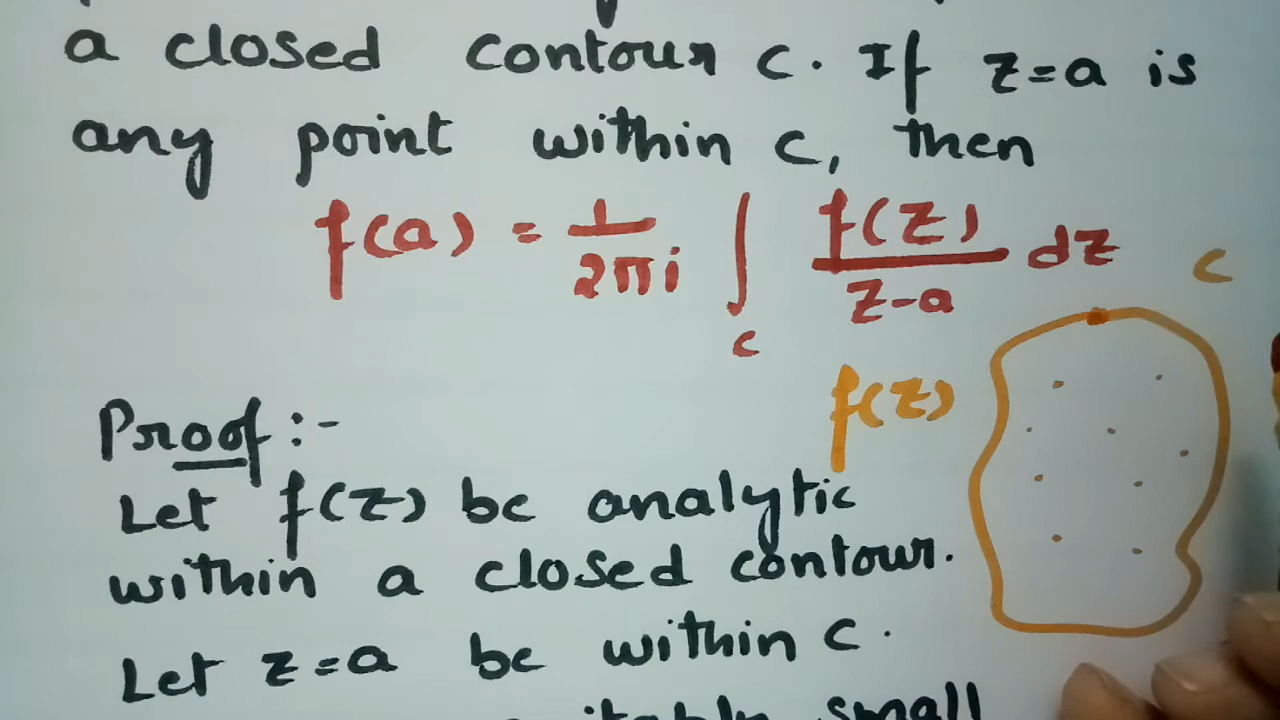 a closed contour c. If z=a is
any point within c, then
f(a) = 1/2πi ∫c f(z)/z-a dz
c
f(z)
Proof :-
Let f(z) be analytic
within a closed contour.
Let z=a be within c.
small